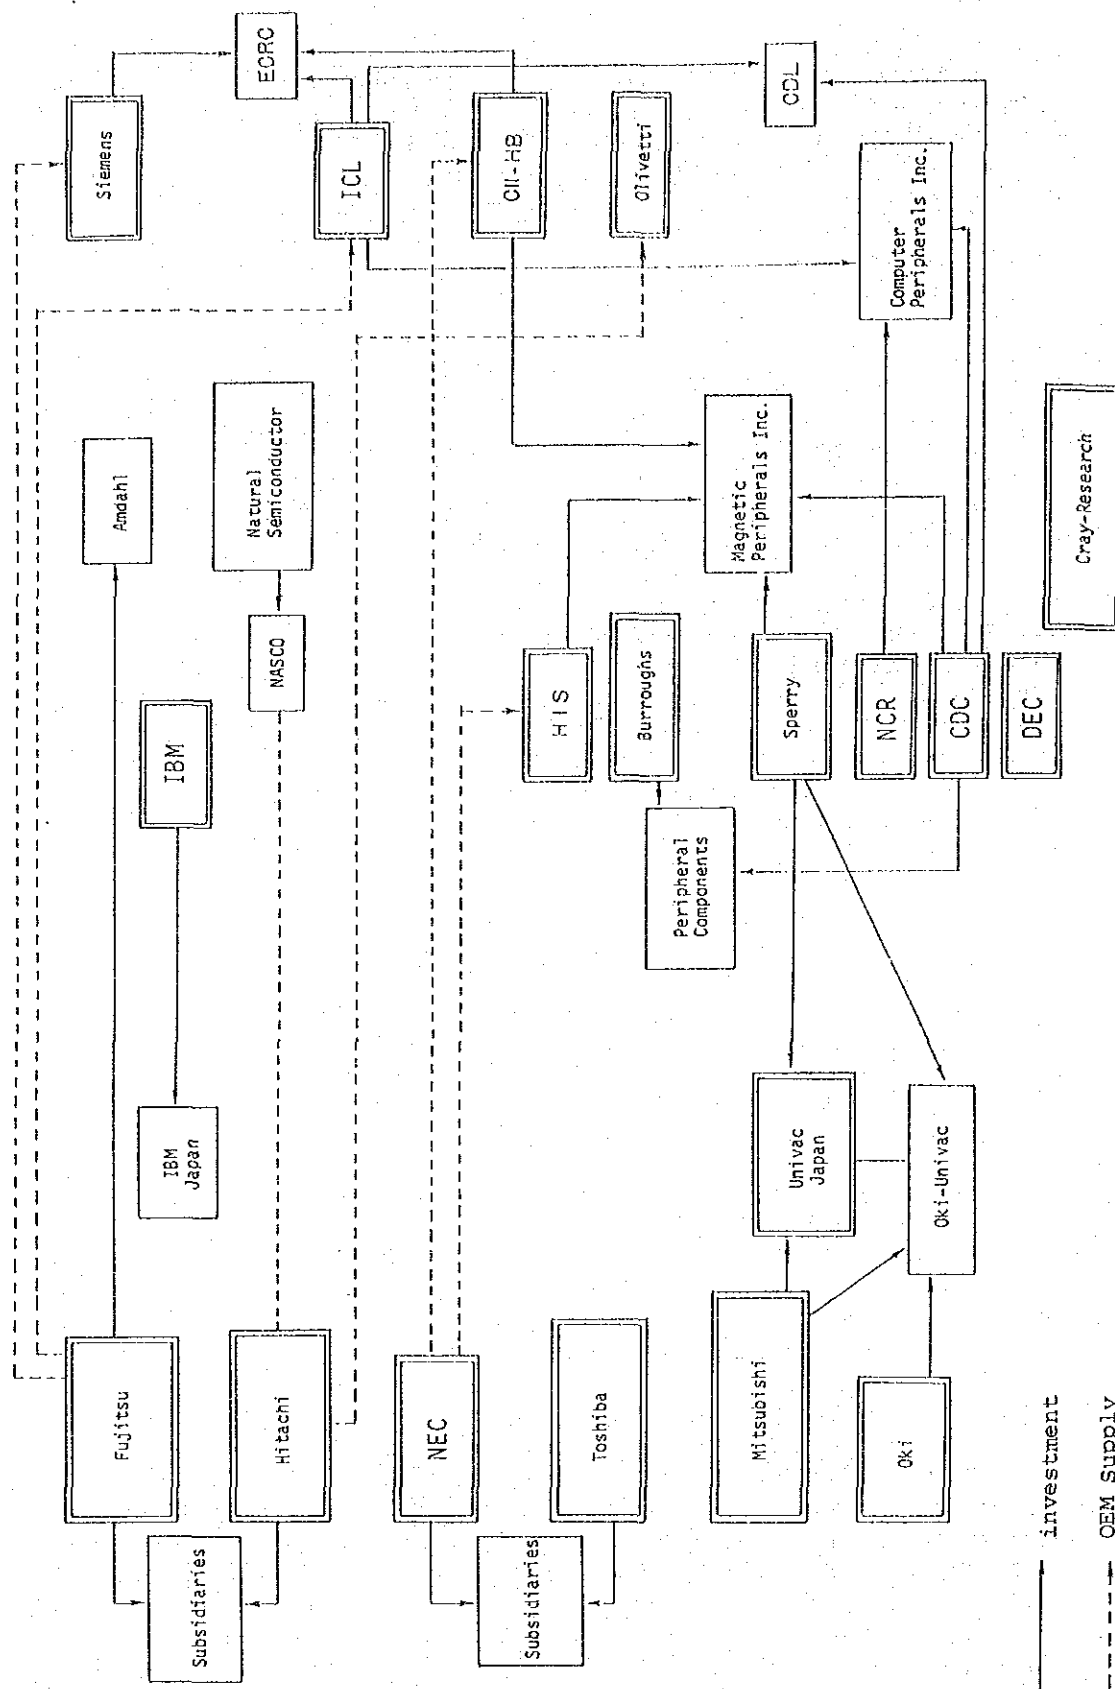 Siemens
ECRC
ICL
CII-HB
Olivetti
CDL
Computer
Peripherals Inc.
Amdahl
Natural
Semiconductor
NASCO
IBM
IBM
Japan
Magnetic
Peripherals Inc.
HIS
Burroughs
Sperry
NCR
CDC
DEC
Cray-Research
Peripheral
Components
Univac
Japan
Oki-Univac
Fujitsu
Hitachi
NEC
Toshiba
Mitsubishi
Oki
Subsidiaries
Subsidiaries
investment
OEM Supply